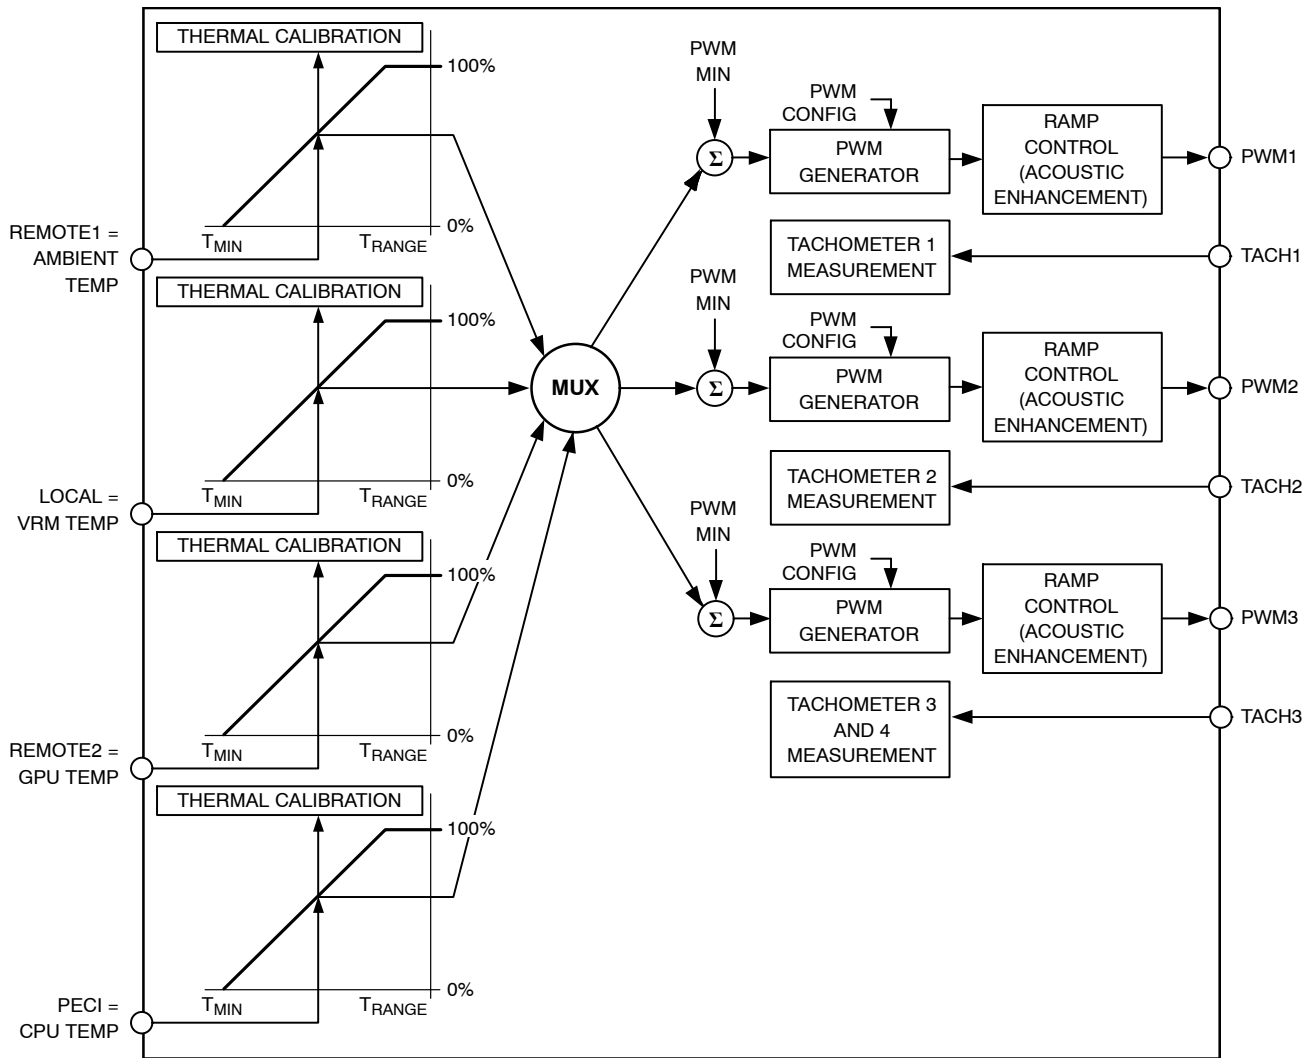 THERMAL CALIBRATION
100%
0%
TMIN
TRANGE
REMOTE1 =
AMBIENT
TEMP
THERMAL CALIBRATION
100%
0%
TMIN
TRANGE
LOCAL =
VRM TEMP
THERMAL CALIBRATION
100%
0%
TMIN
TRANGE
REMOTE2 =
GPU TEMP
THERMAL CALIBRATION
100%
0%
TMIN
TRANGE
PECI =
CPU TEMP
MUX
PWM
MIN
Σ
PWM
CONFIG
PWM
GENERATOR
RAMP
CONTROL
(ACOUSTIC
ENHANCEMENT)
PWM1
TACHOMETER 1
MEASUREMENT
TACH1
PWM
MIN
Σ
PWM
CONFIG
PWM
GENERATOR
RAMP
CONTROL
(ACOUSTIC
ENHANCEMENT)
PWM2
TACHOMETER 2
MEASUREMENT
TACH2
PWM
MIN
Σ
PWM
CONFIG
PWM
GENERATOR
RAMP
CONTROL
(ACOUSTIC
ENHANCEMENT)
PWM3
TACHOMETER 3
AND 4
MEASUREMENT
TACH3